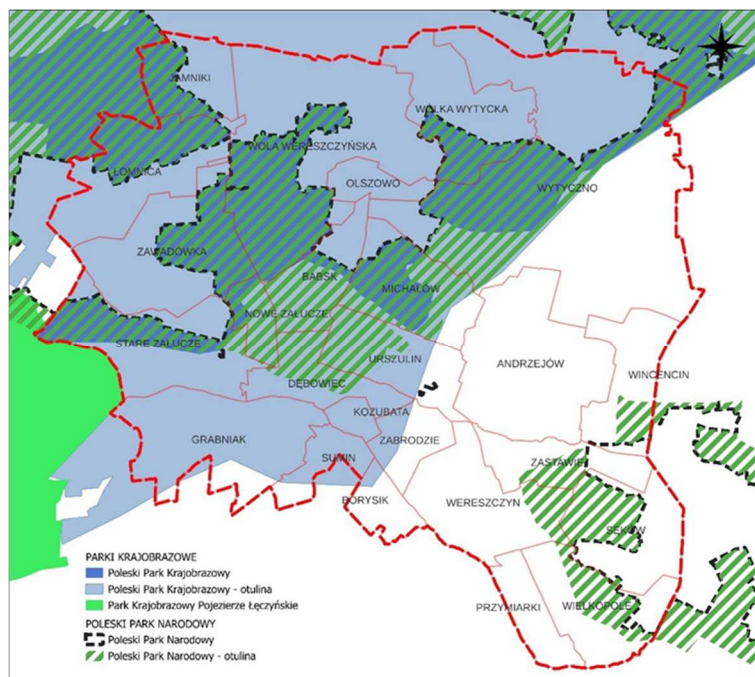 JAMNIKI
WÓLKA WYTYCKA
WOLA WERESZCZYŃSKA
ŁOMNICA
OLSZOWO
WYTYCZNO
ZAWADÓWKA
BABSK
MICHAŁÓW
NOWE ZAŁUCZE
STARE ZAŁUCZE
URSZULIN
ANDRZEJÓW
WINCENCIN
DĘBOWIEC
KOZUBATA
GRABNIAK
ZABRODZIE
SUMIN
ZASTAWIE
BORYSIK
WERESZCZYN
SĘKÓW
PRZYMIARKI
WIELKOPOLE
PARKI KRAJOBRAZOWE
Poleski Park Krajobrazowy
Poleski Park Krajobrazowy - otulina
Park Krajobrazowy Pojezierze Łęczyńskie
POLESKI PARK NARODOWY
Poleski Park Narodowy
Poleski Park Narodowy - otulina